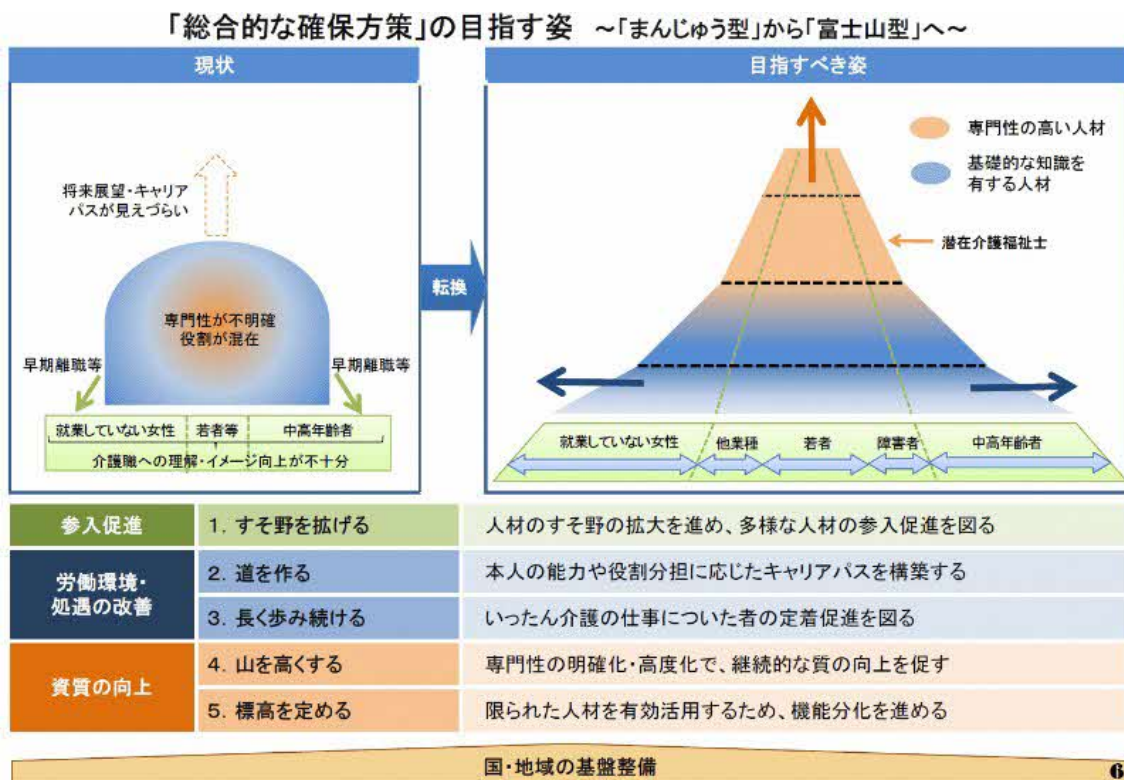 「総合的な確保方策」の目指す姿 ～「まんじゅう型」から「富士山型」へ～
現状
将来展望・キャリア
パスが見えづらい
専門性が不明確
役割が混在
早期離職等
早期離職等
就業していない女性 若者等 中高年齢者
介護職への理解・イメージ向上が不十分
転換
目指すべき姿
専門性の高い人材
基礎的な知識を
有する人材
潜在介護福祉士
就業していない女性 他業種 若者 障害者 中高年齢者
参入促進 1．すそ野を拡げる 人材のすそ野の拡大を進め、多様な人材の参入促進を図る
労働環境・
処遇の改善
2．道を作る 本人の能力や役割分担に応じたキャリアパスを構築する
3．長く歩み続ける いったん介護の仕事についた者の定着促進を図る
資質の向上
4．山を高くする 専門性の明確化・高度化で、継続的な質の向上を促す
5．標高を定める 限られた人材を有効活用するため、機能分化を進める
国・地域の基盤整備
6